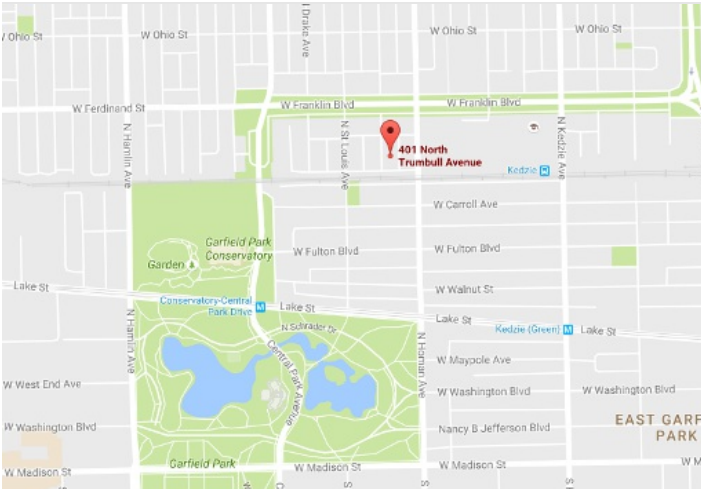 W Ohio St
W Ohio St
N Drake Ave
W Ohio St
W Ohio St
W Ferdinand St
W Franklin Blvd
W Franklin Blvd
N Hamlin Ave
N St Louis Ave
401 North
Trumbull Avenue
N Kedzie Ave
Kedzie
W Carroll Ave
Garfield Park
Conservatory
Garden
W Fulton Blvd
W Fulton Blvd
W Walnut St
Lake St
Conservatory-Central
Park Drive
Lake St
Lake St
Kedzie (Green)
Lake St
N Schrader Dr
N Hamlin Ave
Central Park Avenue
N Homan Ave
W Maypole Ave
W West End Ave
W Washington Blvd
W Washington Blvd
EAST GARF
PARK
W Washington Blvd
Nancy B Jefferson Blvd
Garfield Park
W Madison St
W Madison St
W Madison St
W M
S
C
S
S